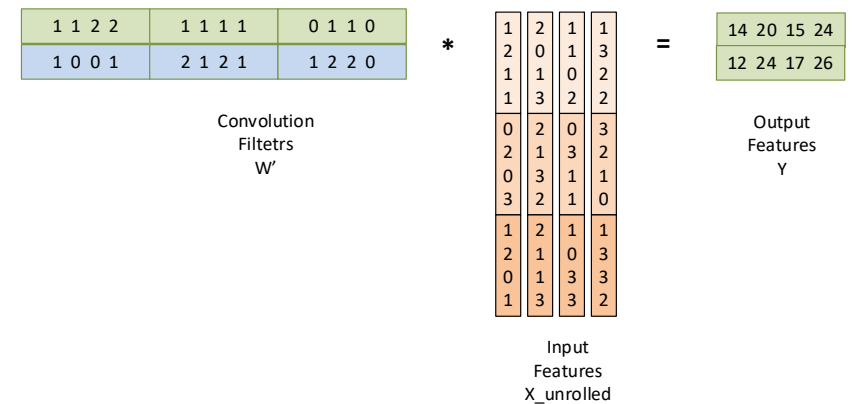 1 1 2 2 1 1 1 1 0 1 1 0
1 0 0 1 2 1 2 1 1 2 2 0
*
1 2 1 1
2 0 1 3
1 1 0 2
1 3 2 2
0 2 0 3
2 1 3 2
0 3 1 1
3 2 1 0
1 2 1 1
2 1 0 3
0 1 3 3
1 3 3 2
=
14 20 15 24
12 24 17 26
Convolution
Filtetrs
W’
Output
Features
Y
Input
Features
X_unrolled